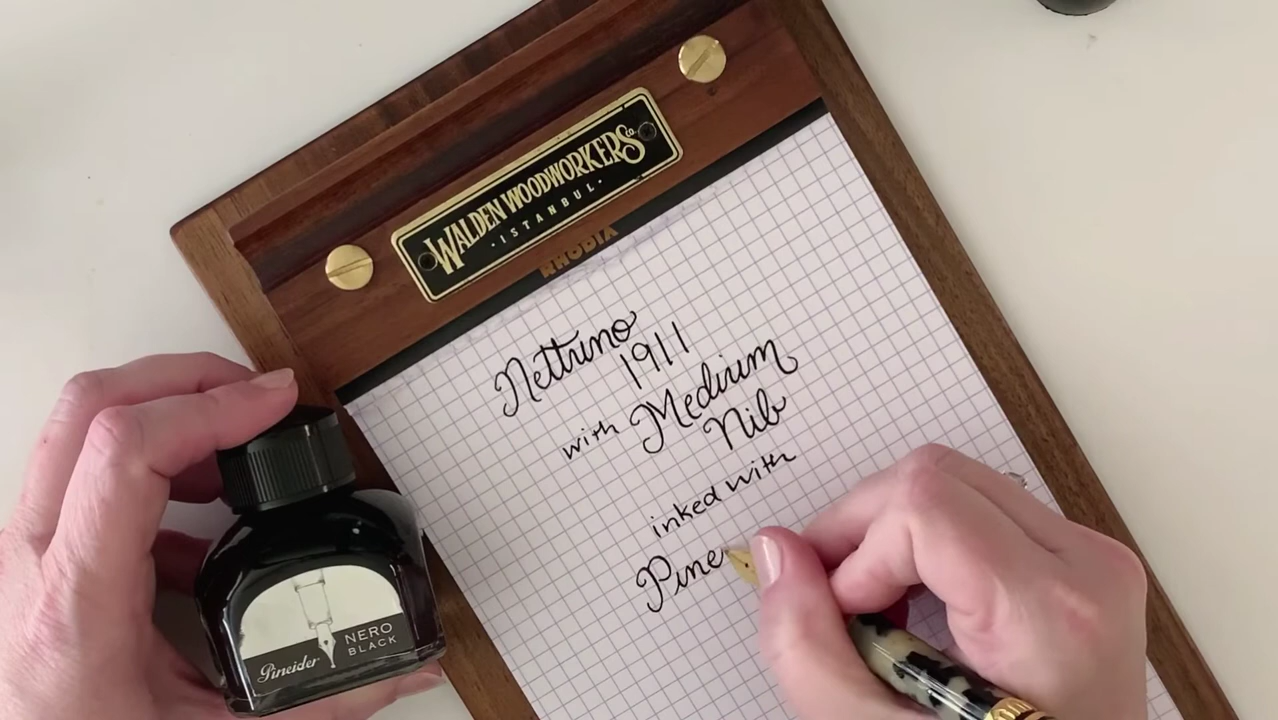 WALDEN WOODWORKERS Co.
· ISTANBUL ·
RHODIA
Nettuno
1911
with Medium
Nib
inked with
Pine
NERO
BLACK
Pineider